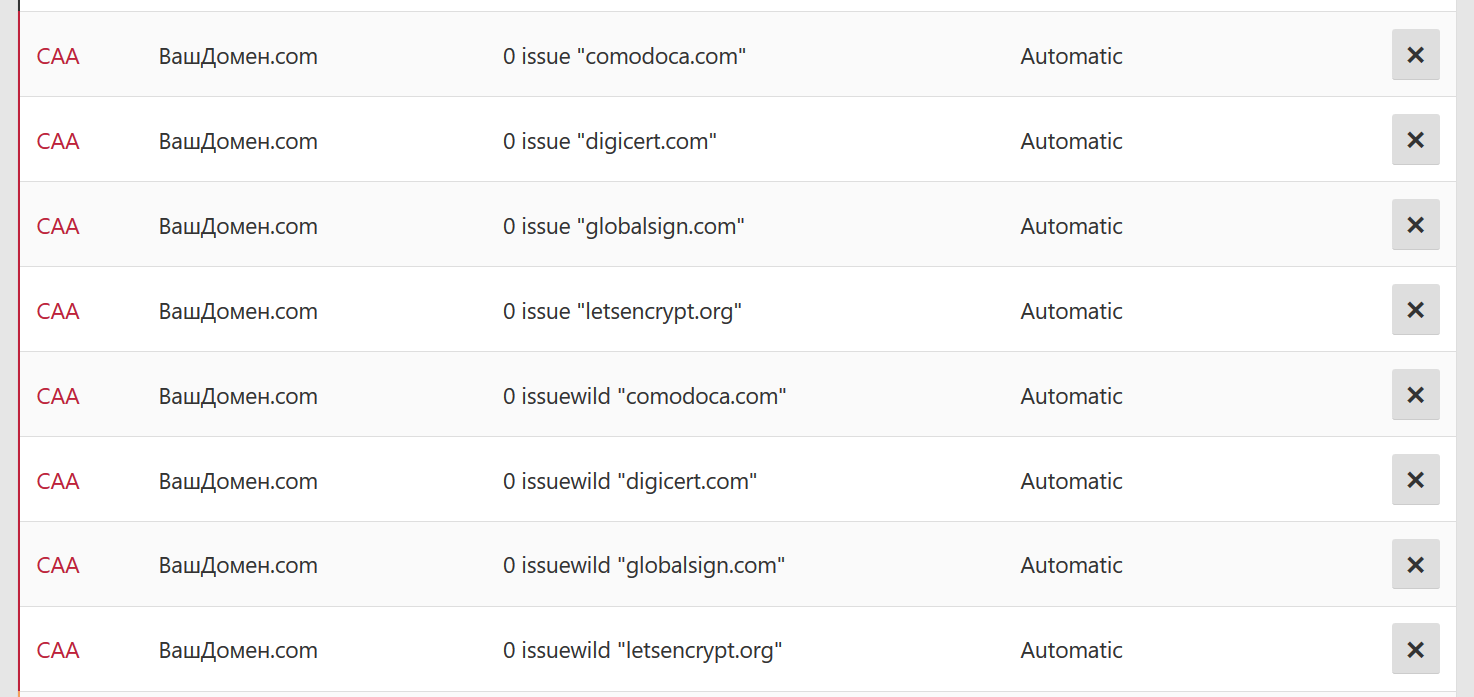 CAA ВашДомен.com 0 issue "comodoca.com" Automatic
CAA ВашДомен.com 0 issue "digicert.com" Automatic
CAA ВашДомен.com 0 issue "globalsign.com" Automatic
CAA ВашДомен.com 0 issue "letsencrypt.org" Automatic
CAA ВашДомен.com 0 issuewild "comodoca.com" Automatic
CAA ВашДомен.com 0 issuewild "digicert.com" Automatic
CAA ВашДомен.com 0 issuewild "globalsign.com" Automatic
CAA ВашДомен.com 0 issuewild "letsencrypt.org" Automatic